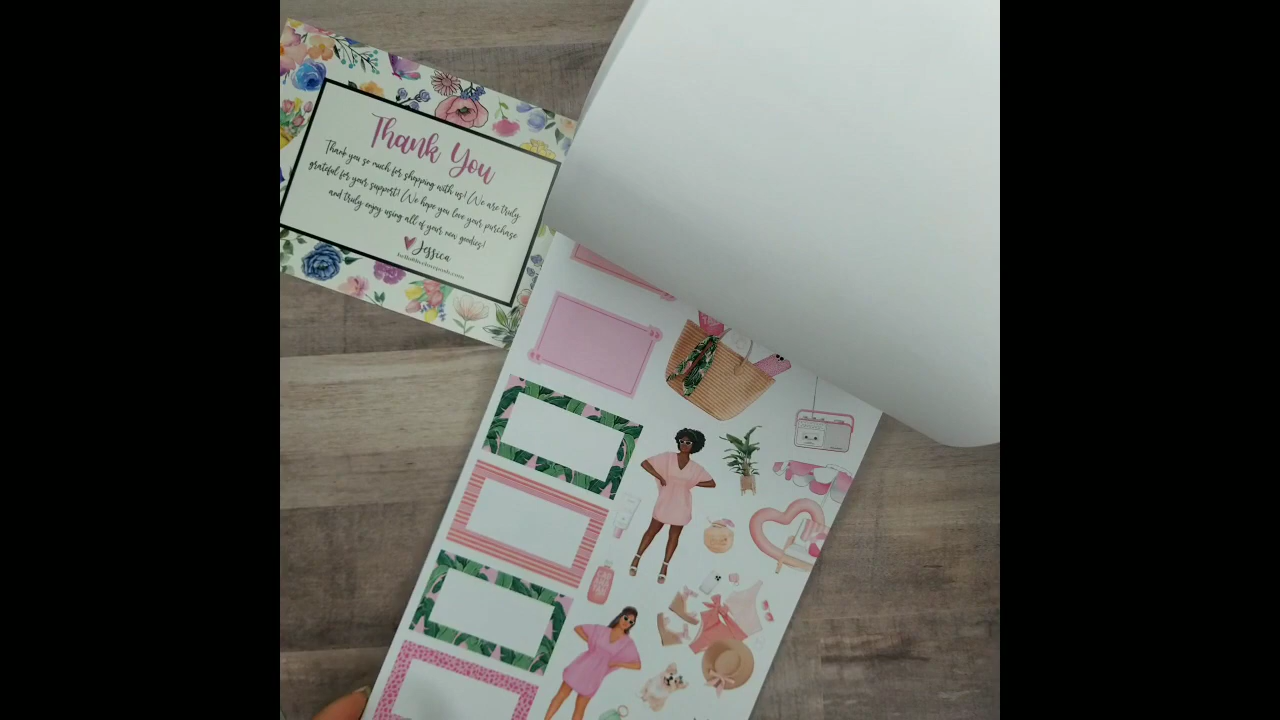 Thank You
Thank you so much for shopping with us! We are truly
grateful for your support! We hope you love your purchase
and truly enjoy using all of your new goodies!
Jessica